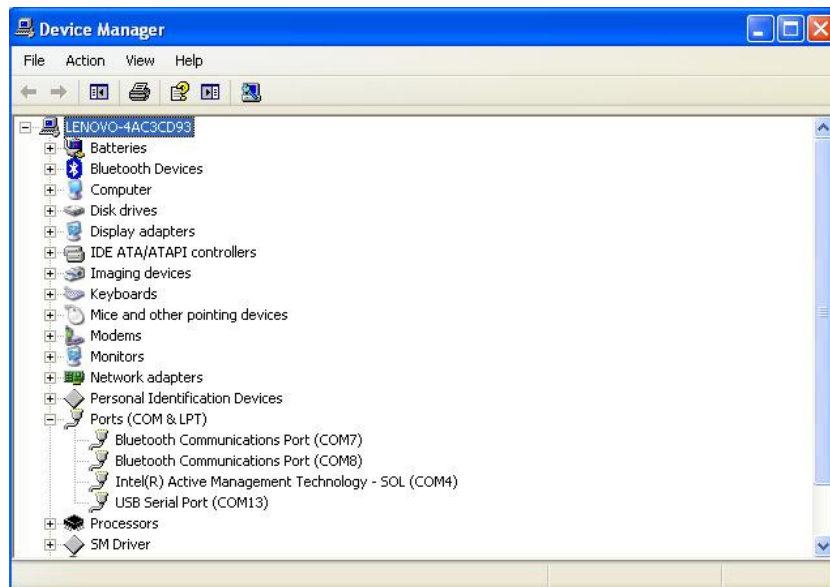 Device Manager
File Action View Help
LENOVO-4AC3CD93
Batteries
Bluetooth Devices
Computer
Disk drives
Display adapters
IDE ATA/ATAPI controllers
Imaging devices
Keyboards
Mice and other pointing devices
Modems
Monitors
Network adapters
Personal Identification Devices
Ports (COM & LPT)
Bluetooth Communications Port (COM7)
Bluetooth Communications Port (COM8)
Intel(R) Active Management Technology - SOL (COM4)
USB Serial Port (COM13)
Processors
SM Driver